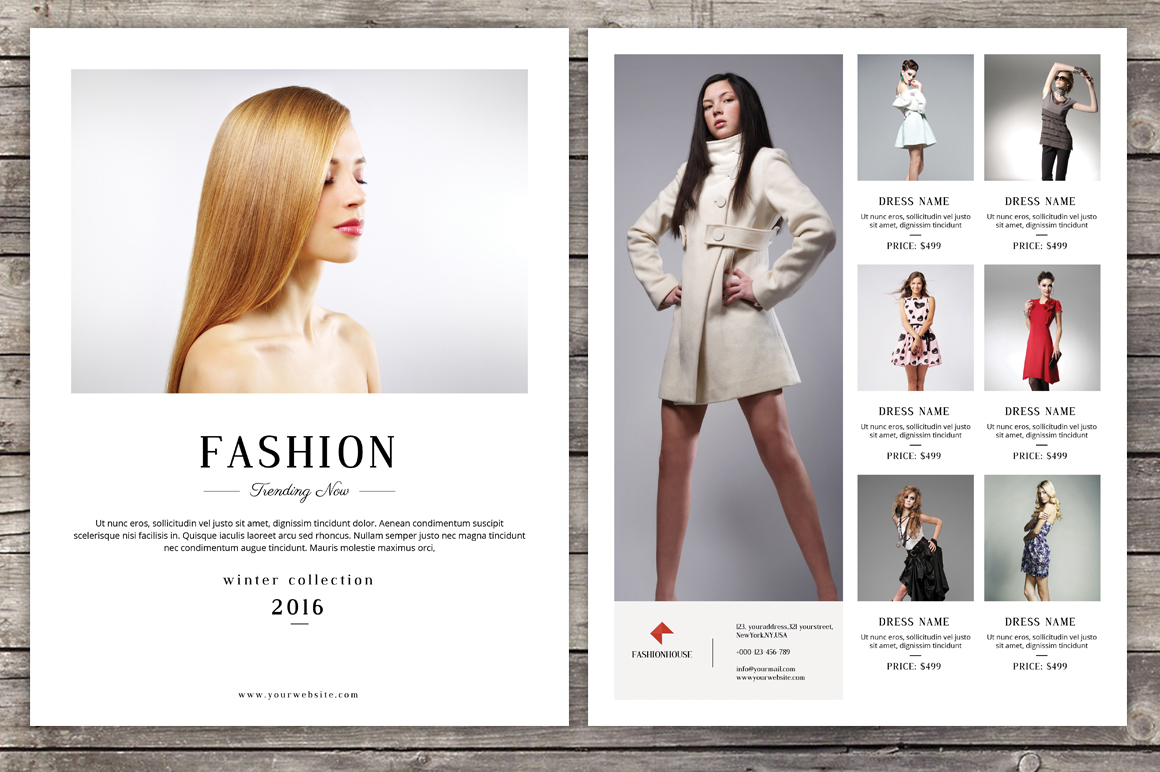 FASHION
Trending Now
Ut nunc eros, sollicitudin vel justo sit amet, dignissim tincidunt dolor. Aenean condimentum suscipit
scelerisque nisi facilisis in. Quisque iaculis laoreet arcu sed rhoncus. Nullam semper justo nec magna tincidunt
nec condimentum augue tincidunt. Mauris molestie maximus orci,
winter collection
2016
www.yourwebsite.com
FASHIONHOUSE
123, youraddress,321 yourstreet,
NewYork,NY.USA
+000-123-456-789
info@yourmail.com
www.yourwebsite.com
DRESS NAME
Ut nunc eros, sollicitudin vel justo
sit amet, dignissim tincidunt
PRICE: $499
DRESS NAME
Ut nunc eros, sollicitudin vel justo
sit amet, dignissim tincidunt
PRICE: $499
DRESS NAME
Ut nunc eros, sollicitudin vel justo
sit amet, dignissim tincidunt
PRICE: $499
DRESS NAME
Ut nunc eros, sollicitudin vel justo
sit amet, dignissim tincidunt
PRICE: $499
DRESS NAME
Ut nunc eros, sollicitudin vel justo
sit amet, dignissim tincidunt
PRICE: $499
DRESS NAME
Ut nunc eros, sollicitudin vel justo
sit amet, dignissim tincidunt
PRICE: $499